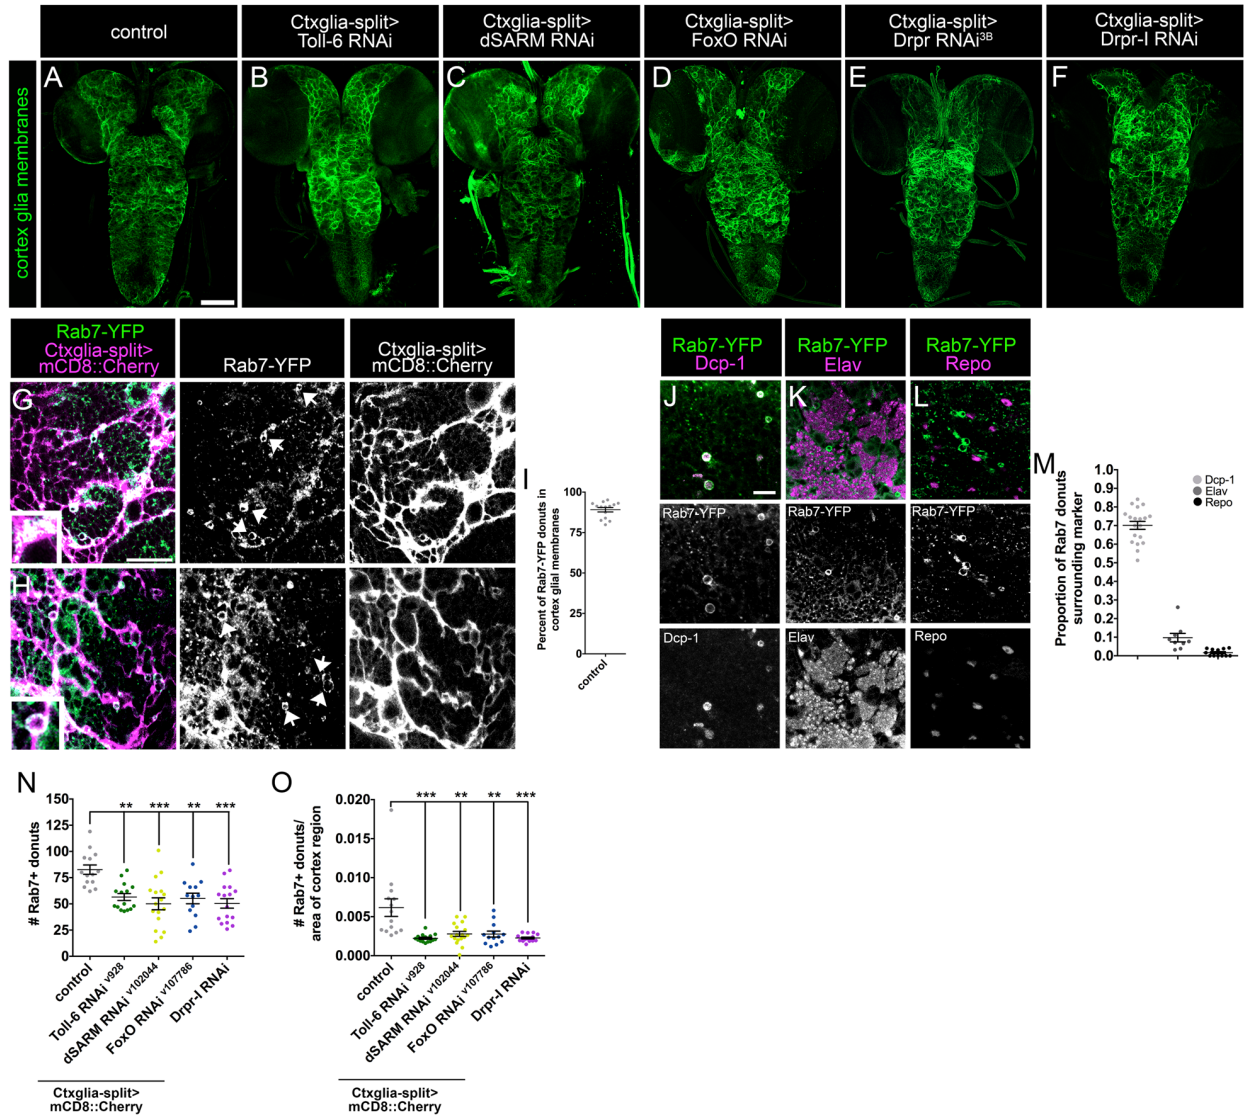 control
Ctxglia-split>
Toll-6 RNAi
Ctxglia-split>
dSARM RNAi
Ctxglia-split>
FoxO RNAi
Ctxglia-split>
Drpr RNAi3B
Ctxglia-split>
Drpr-I RNAi
cortex glia membranes
A
B
C
D
E
F
Rab7-YFP
Ctxglia-split>
mCD8::Cherry
Rab7-YFP
Ctxglia-split>
mCD8::Cherry
G
H
I
Percent of Rab7-YFP donuts in
cortex glial membranes
100
75
50
25
0
control
Rab7-YFP
Dcp-1
Rab7-YFP
Elav
Rab7-YFP
Repo
J
K
L
Rab7-YFP
Rab7-YFP
Rab7-YFP
Dcp-1
Elav
Repo
M
Proportion of Rab7 donuts
surrounding marker
1.0
0.9
0.8
0.7
0.6
0.5
0.4
0.3
0.2
0.1
0.0
Dcp-1
Elav
Repo
N
# Rab7+ donuts
150
125
100
75
50
25
0
** *** ** ***
control
Toll-6 RNAi v928
dSARM RNAi v102044
FoxO RNAi v107786
Drpr-I RNAi
Ctxglia-split>
mCD8::Cherry
O
# Rab7+ donuts/
area of cortex region
0.020
0.015
0.010
0.005
0.000
*** ** ** ***
control
Toll-6 RNAi v928
dSARM RNAi v102044
FoxO RNAi v107786
Drpr-I RNAi
Ctxglia-split>
mCD8::Cherry